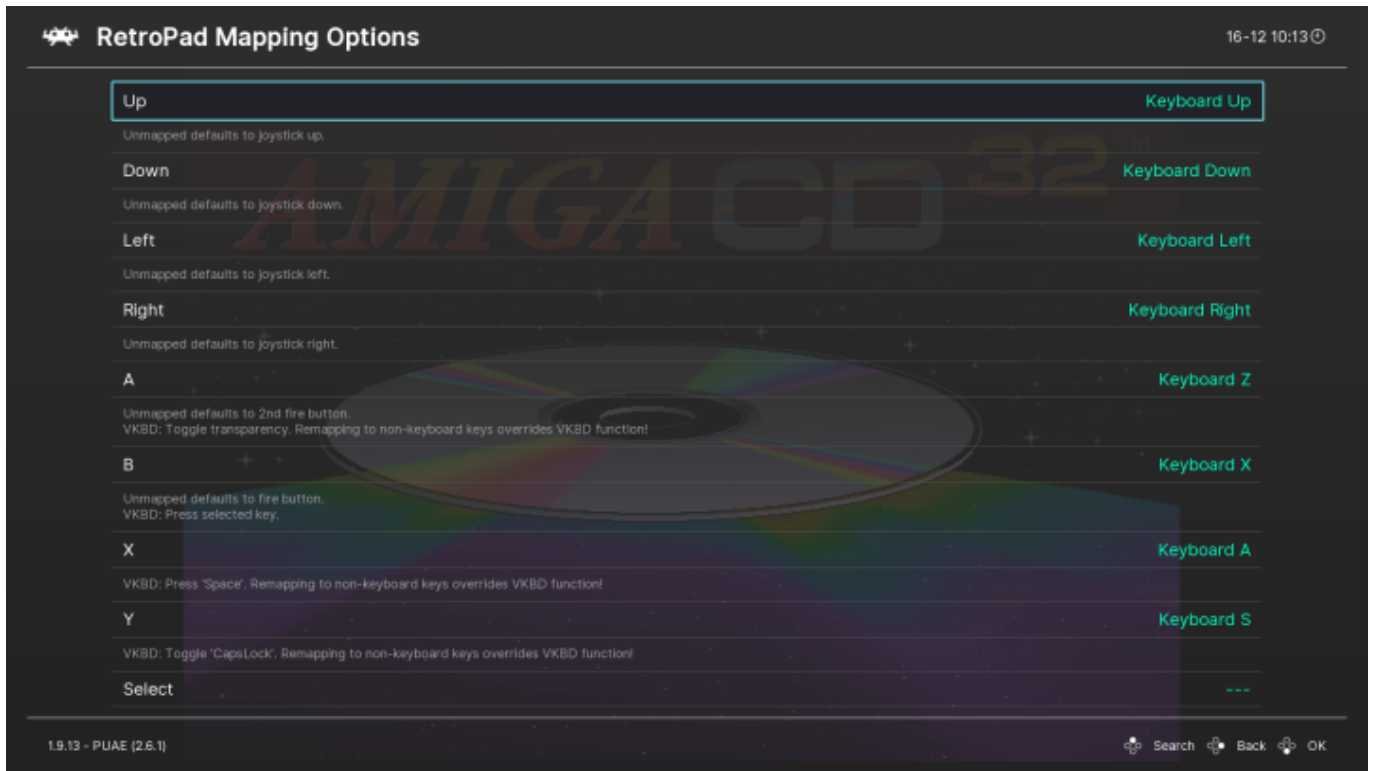 RetroPad Mapping Options
16-12 10:13
Up
Keyboard Up
Unmapped defaults to joystick up.
Down
Keyboard Down
Unmapped defaults to joystick down.
Left
Keyboard Left
Unmapped defaults to joystick left.
Right
Keyboard Right
Unmapped defaults to joystick right.
A
Keyboard Z
Unmapped defaults to 2nd fire button.
VKBD: Toggle transparency. Remapping to non-keyboard keys overrides VKBD function!
B
Keyboard X
Unmapped defaults to fire button.
VKBD: Press selected key.
X
Keyboard A
VKBD: Press 'Space'. Remapping to non-keyboard keys overrides VKBD function!
Y
Keyboard S
VKBD: Toggle 'CapsLock'. Remapping to non-keyboard keys overrides VKBD function!
Select
---
AMIGA CD 32 TM
1.9.13 - PUAE (2.6.1)
Search Back OK